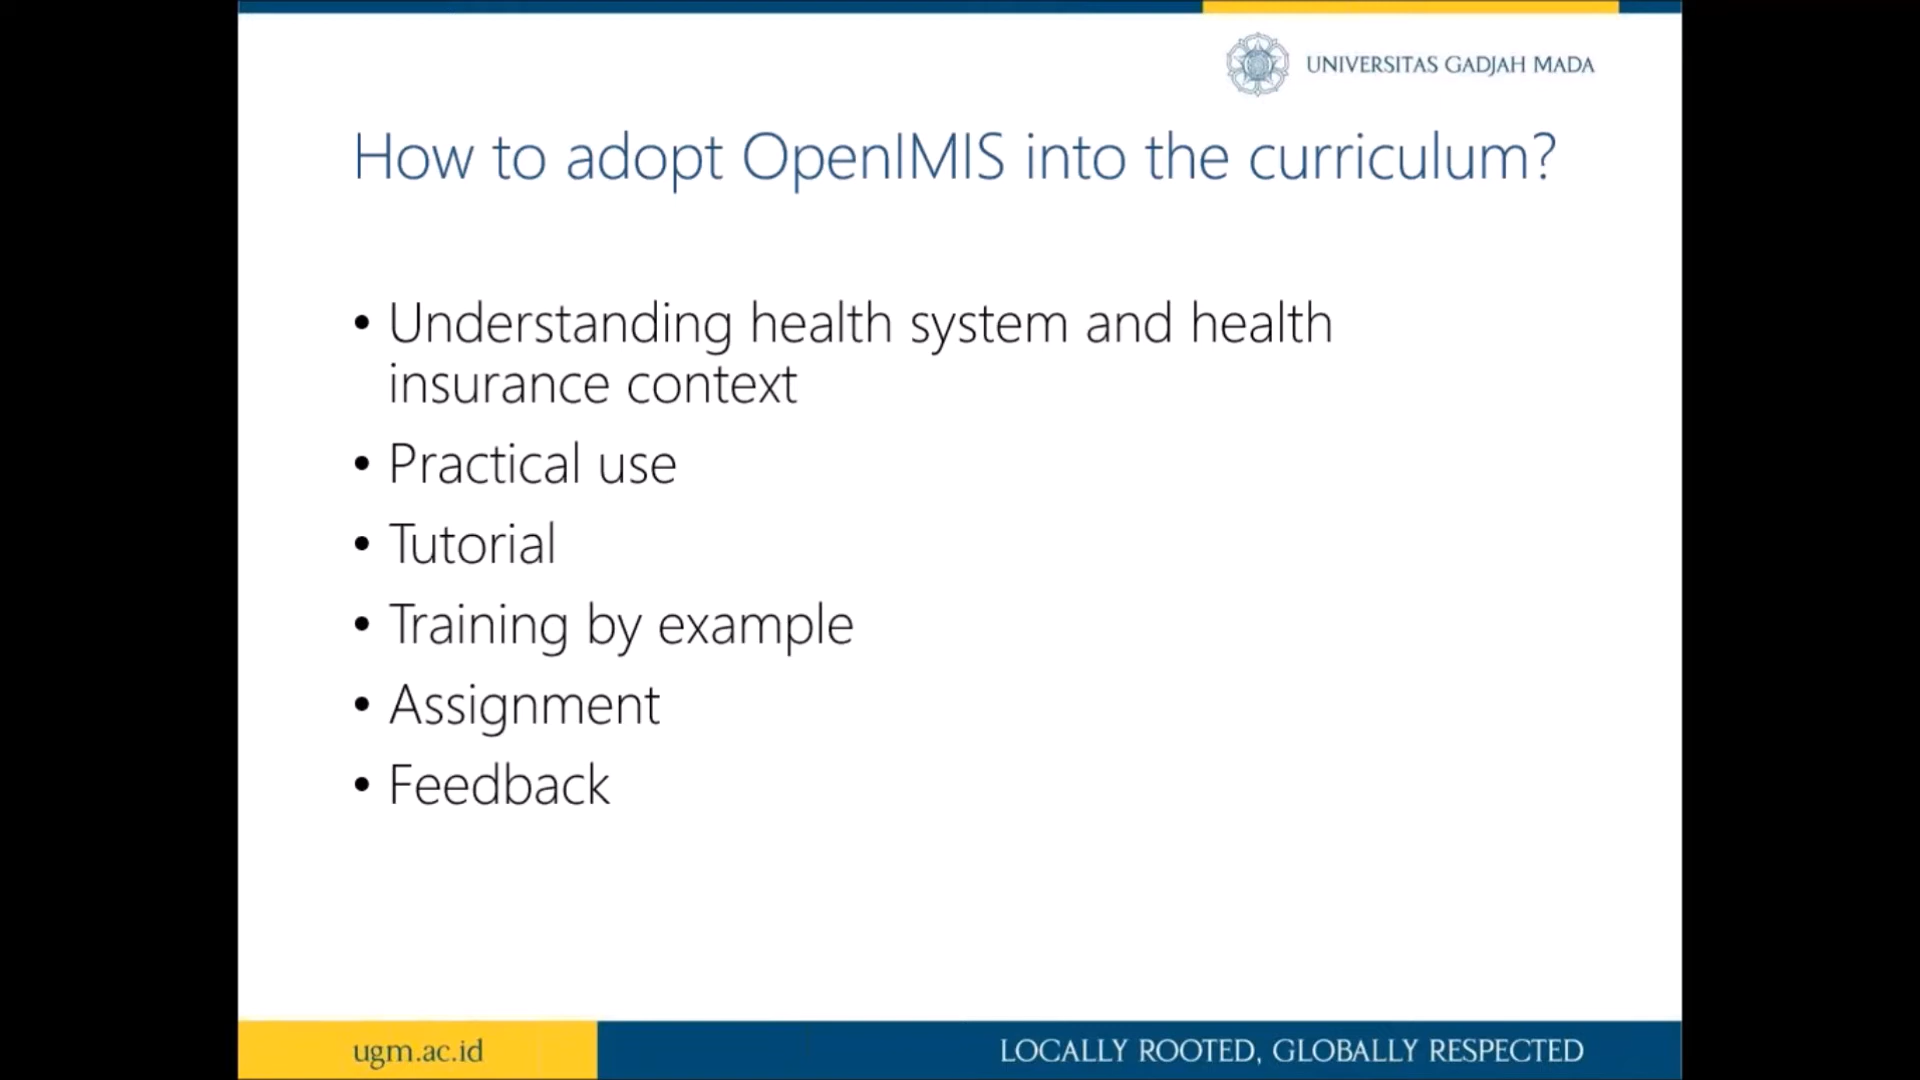 UNIVERSITAS GADJAH MADA
How to adopt OpenIMIS into the curriculum?
• Understanding health system and health
insurance context
• Practical use
• Tutorial
• Training by example
• Assignment
• Feedback
ugm.ac.id
LOCALLY ROOTED, GLOBALLY RESPECTED